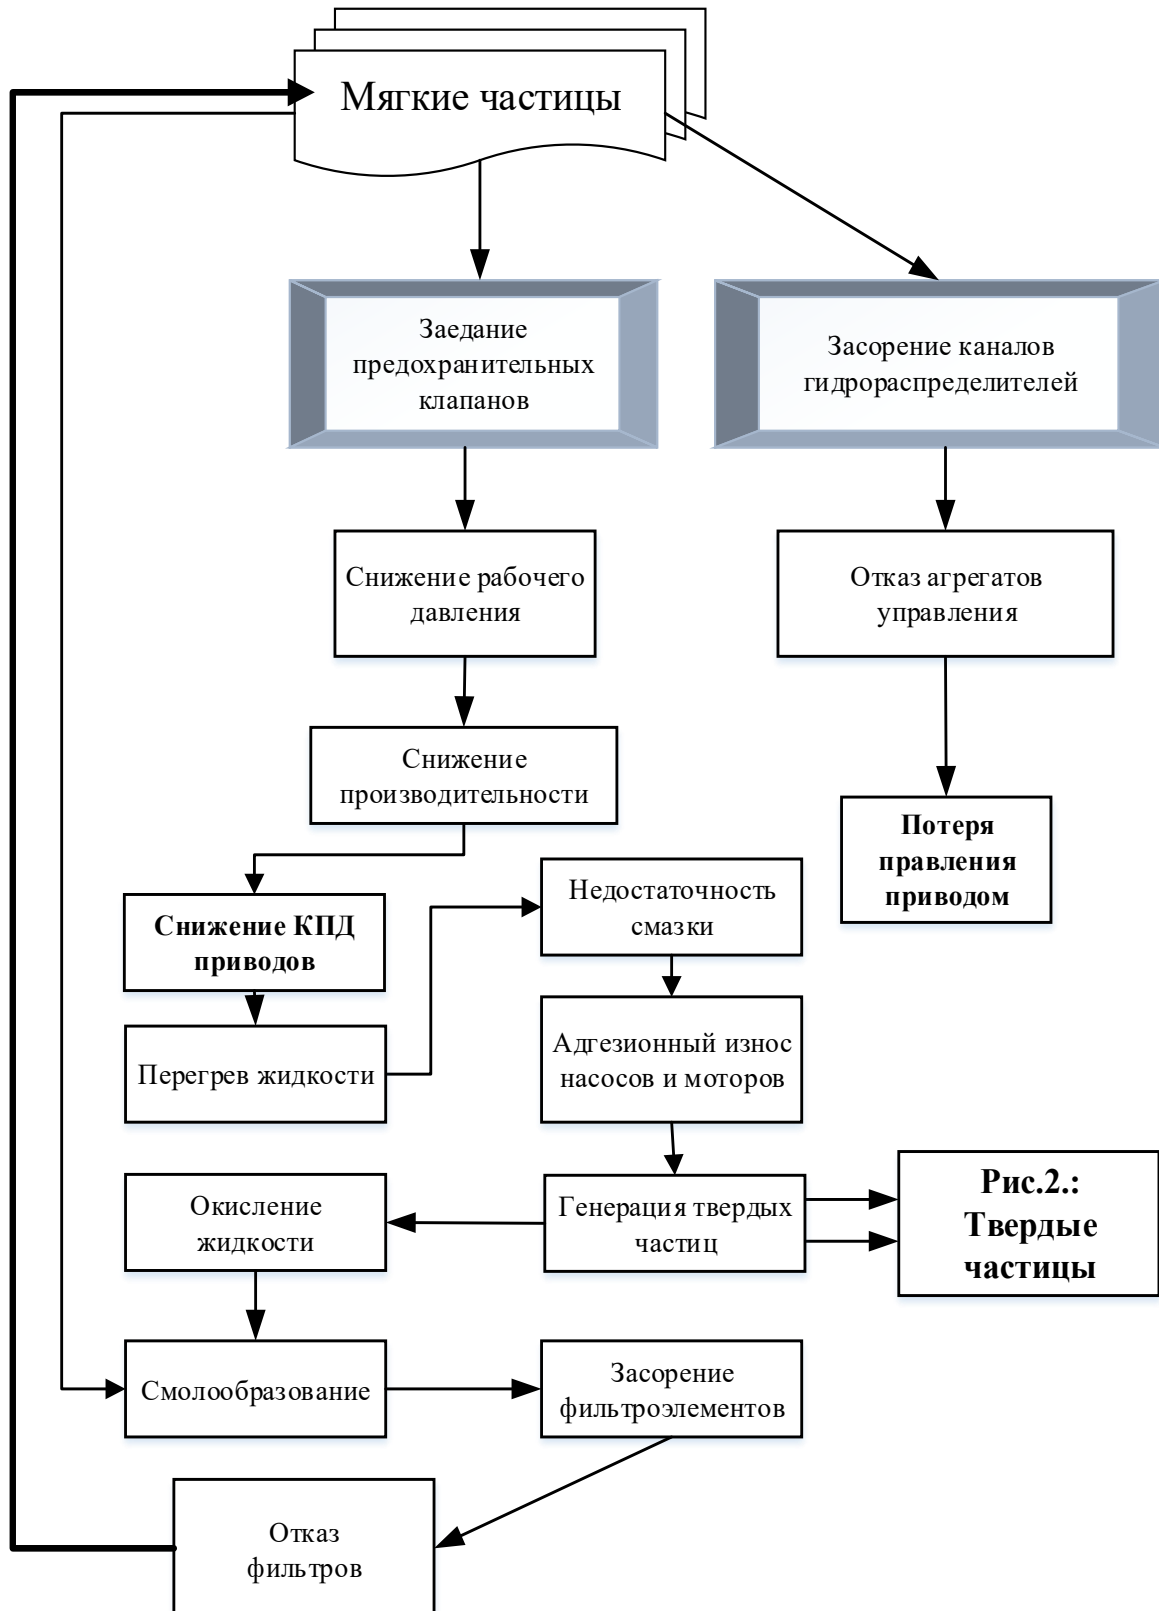 Мягкие частицы
Заедание
предохранительных
клапанов
Засорение каналов
гидрораспределителей
Снижение рабочего
давления
Отказ агрегатов
управления
Снижение
производительности
Потеря
правления
приводом
Недостаточность
смазки
Снижение КПД
приводов
Адгезионный износ
насосов и моторов
Перегрев жидкости
Рис.2.:
Твердые
частицы
Генерация твердых
частиц
Окисление
жидкости
Смолообразование
Засорение
фильтроэлементов
Отказ
фильтров